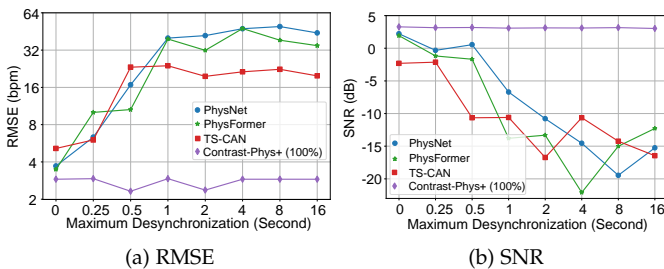 64
32
16
8
4
2
RMSE (bpm)
PhysNet
PhysFormer
TS-CAN
Contrast-Phys+ (100%)
0 0.25 0.5 1 2 4 8 16
Maximum Desynchronization (Second)
(a) RMSE
5
0
-5
-10
-15
-20
SNR (dB)
PhysNet
PhysFormer
TS-CAN
Contrast-Phys+ (100%)
0 0.25 0.5 1 2 4 8 16
Maximum Desynchronization (Second)
(b) SNR